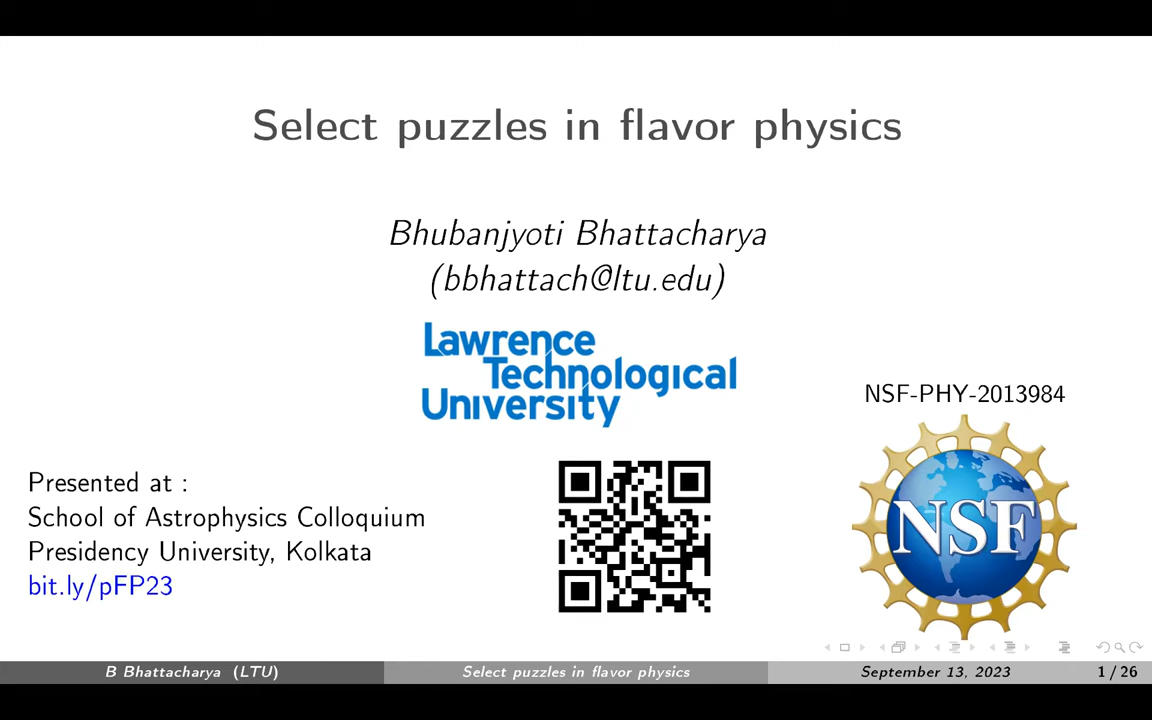 Select puzzles in flavor physics
Bhubanjyoti Bhattacharya
(bbhattach@ltu.edu)
Lawrence
Technological
University
NSF-PHY-2013984
NSF
Presented at :
School of Astrophysics Colloquium
Presidency University, Kolkata
bit.ly/pFP23
B Bhattacharya (LTU)
Select puzzles in flavor physics
September 13, 2023
1 / 26